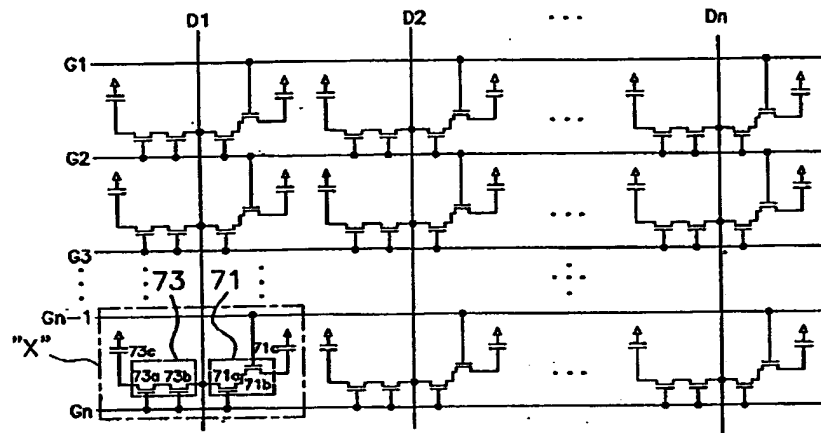 D1 D2 ... Dn
G1
...
G2
...
G3
73 71
Gn-1
"X"
73c 71c
73a 73b 71a 71b
...
Gn